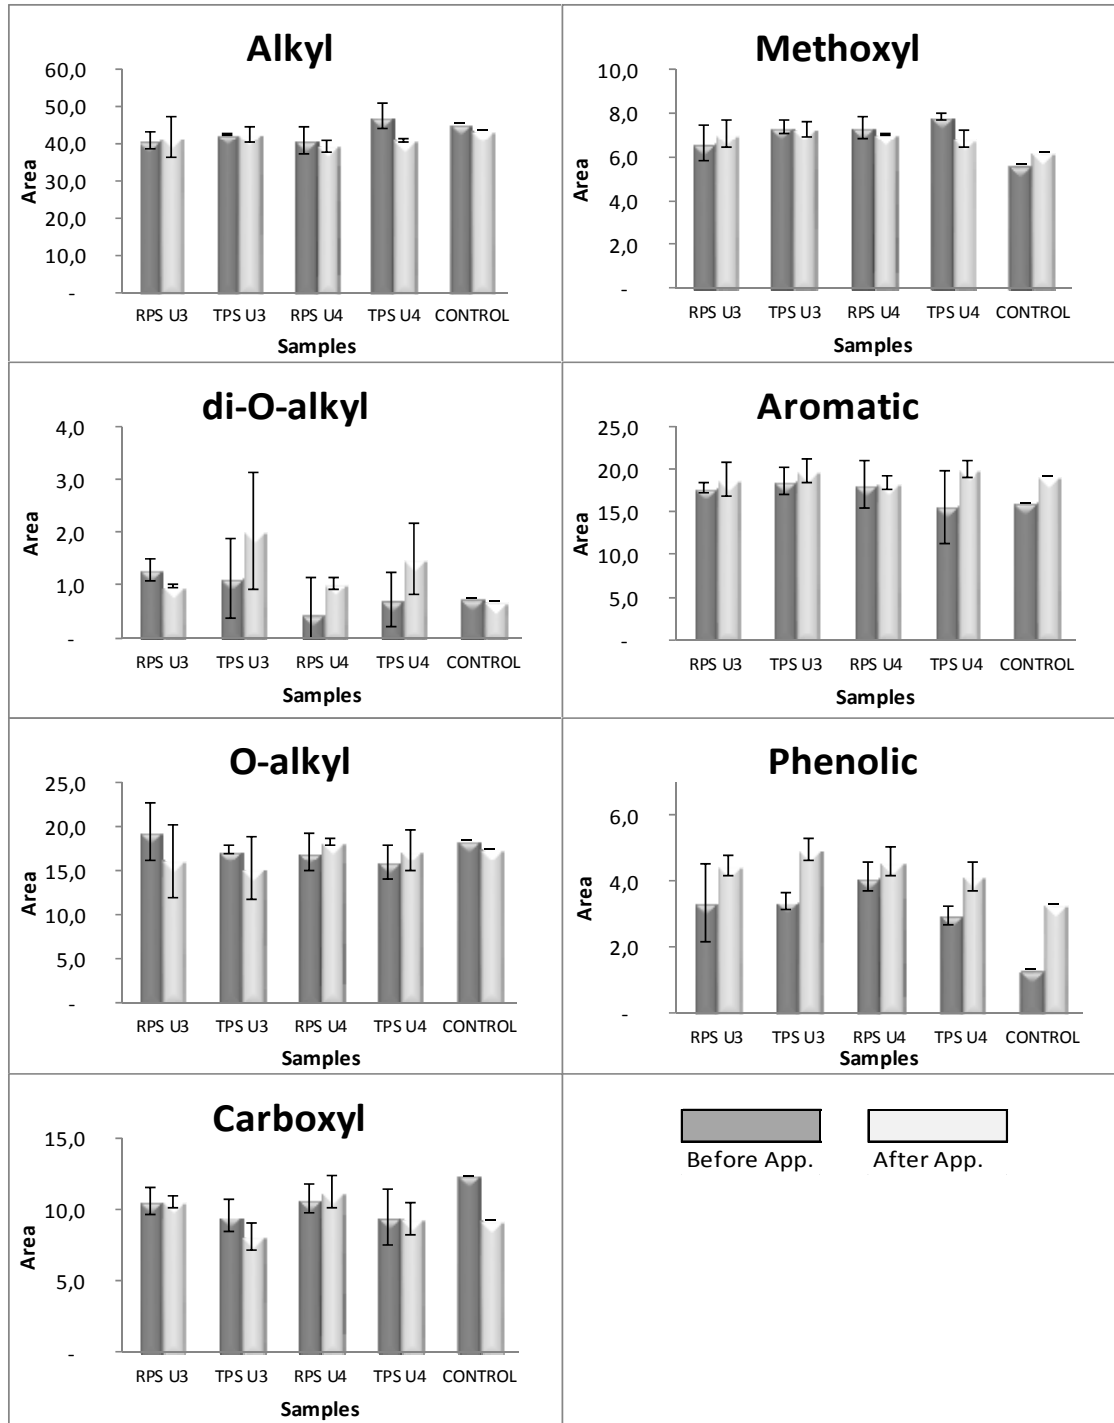 Alkyl
60,0
50,0
40,0
30,0
20,0
10,0
-
Area
RPS U3 TPS U3 RPS U4 TPS U4 CONTROL
Samples
Methoxyl
10,0
8,0
6,0
4,0
2,0
-
Area
RPS U3 TPS U3 RPS U4 TPS U4 CONTROL
Samples
di-O-alkyl
4,0
3,0
2,0
1,0
-
Area
RPS U3 TPS U3 RPS U4 TPS U4 CONTROL
Samples
Aromatic
25,0
20,0
15,0
10,0
5,0
-
Area
RPS U3 TPS U3 RPS U4 TPS U4 CONTROL
Samples
O-alkyl
25,0
20,0
15,0
10,0
5,0
-
Area
RPS U3 TPS U3 RPS U4 TPS U4 CONTROL
Samples
Phenolic
6,0
4,0
2,0
-
Area
RPS U3 TPS U3 RPS U4 TPS U4 CONTROL
Samples
Carboxyl
15,0
10,0
5,0
-
Area
RPS U3 TPS U3 RPS U4 TPS U4 CONTROL
Samples
Before App. After App.